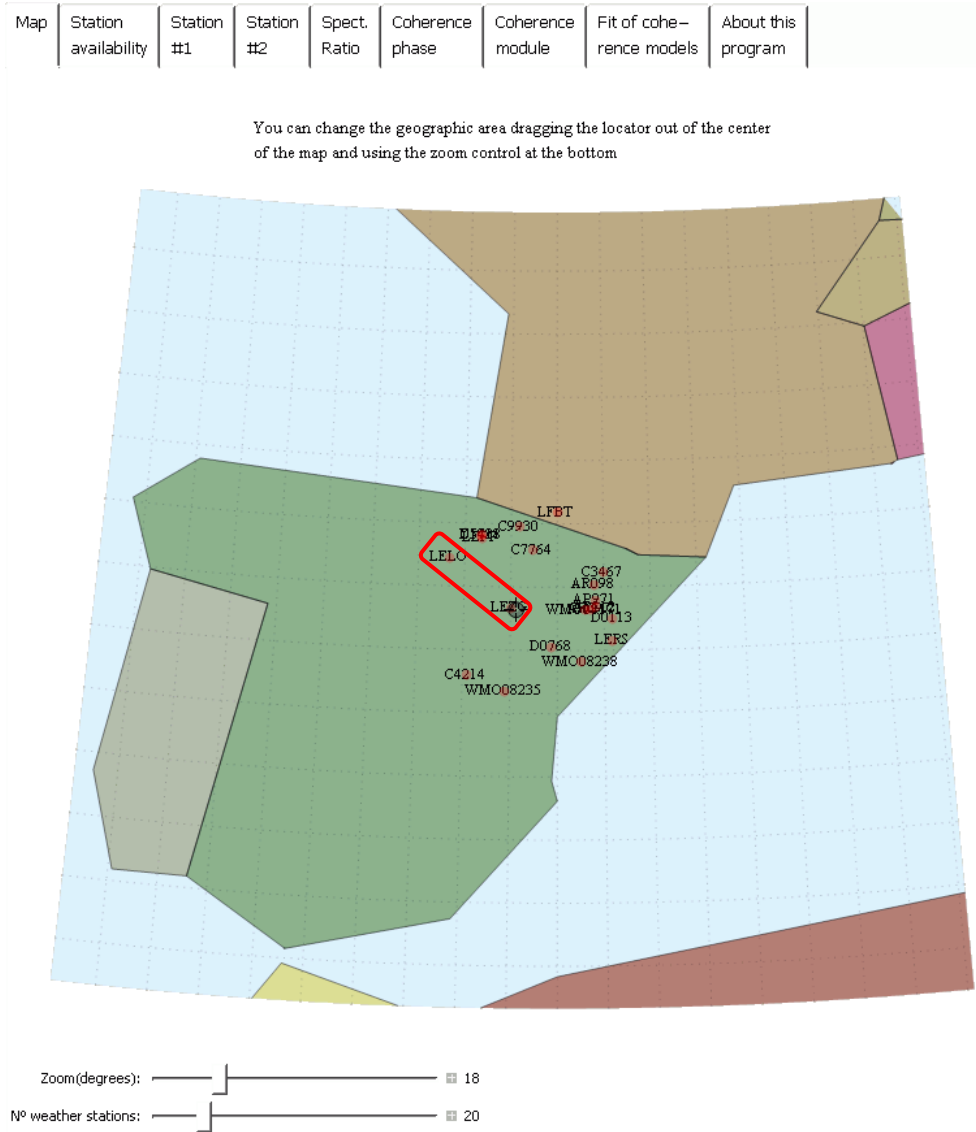 Map
Station
availability
Station
#1
Station
#2
Spect.
Ratio
Coherence
phase
Coherence
module
Fit of cohe–
rence models
About this
program
You can change the geographic area dragging the locator out of the center
of the map and using the zoom control at the bottom
LFBT
C9930
C7764
LELO
C3467
AR098
AP971
D0113
LERS
D0768
WMO08238
C4214
WMO08235
Zoom(degrees): 18
Nº weather stations: 20